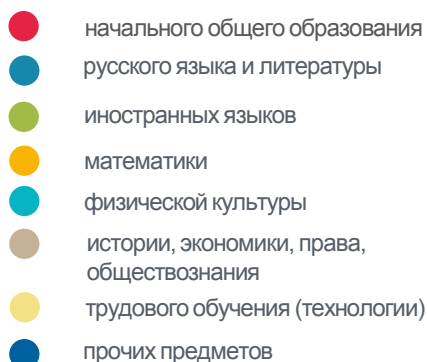 начального общего образования
русского языка и литературы
иностранных языков
математики
физической культуры
истории, экономики, права,
обществознания
трудового обучения (технологии)
прочих предметов